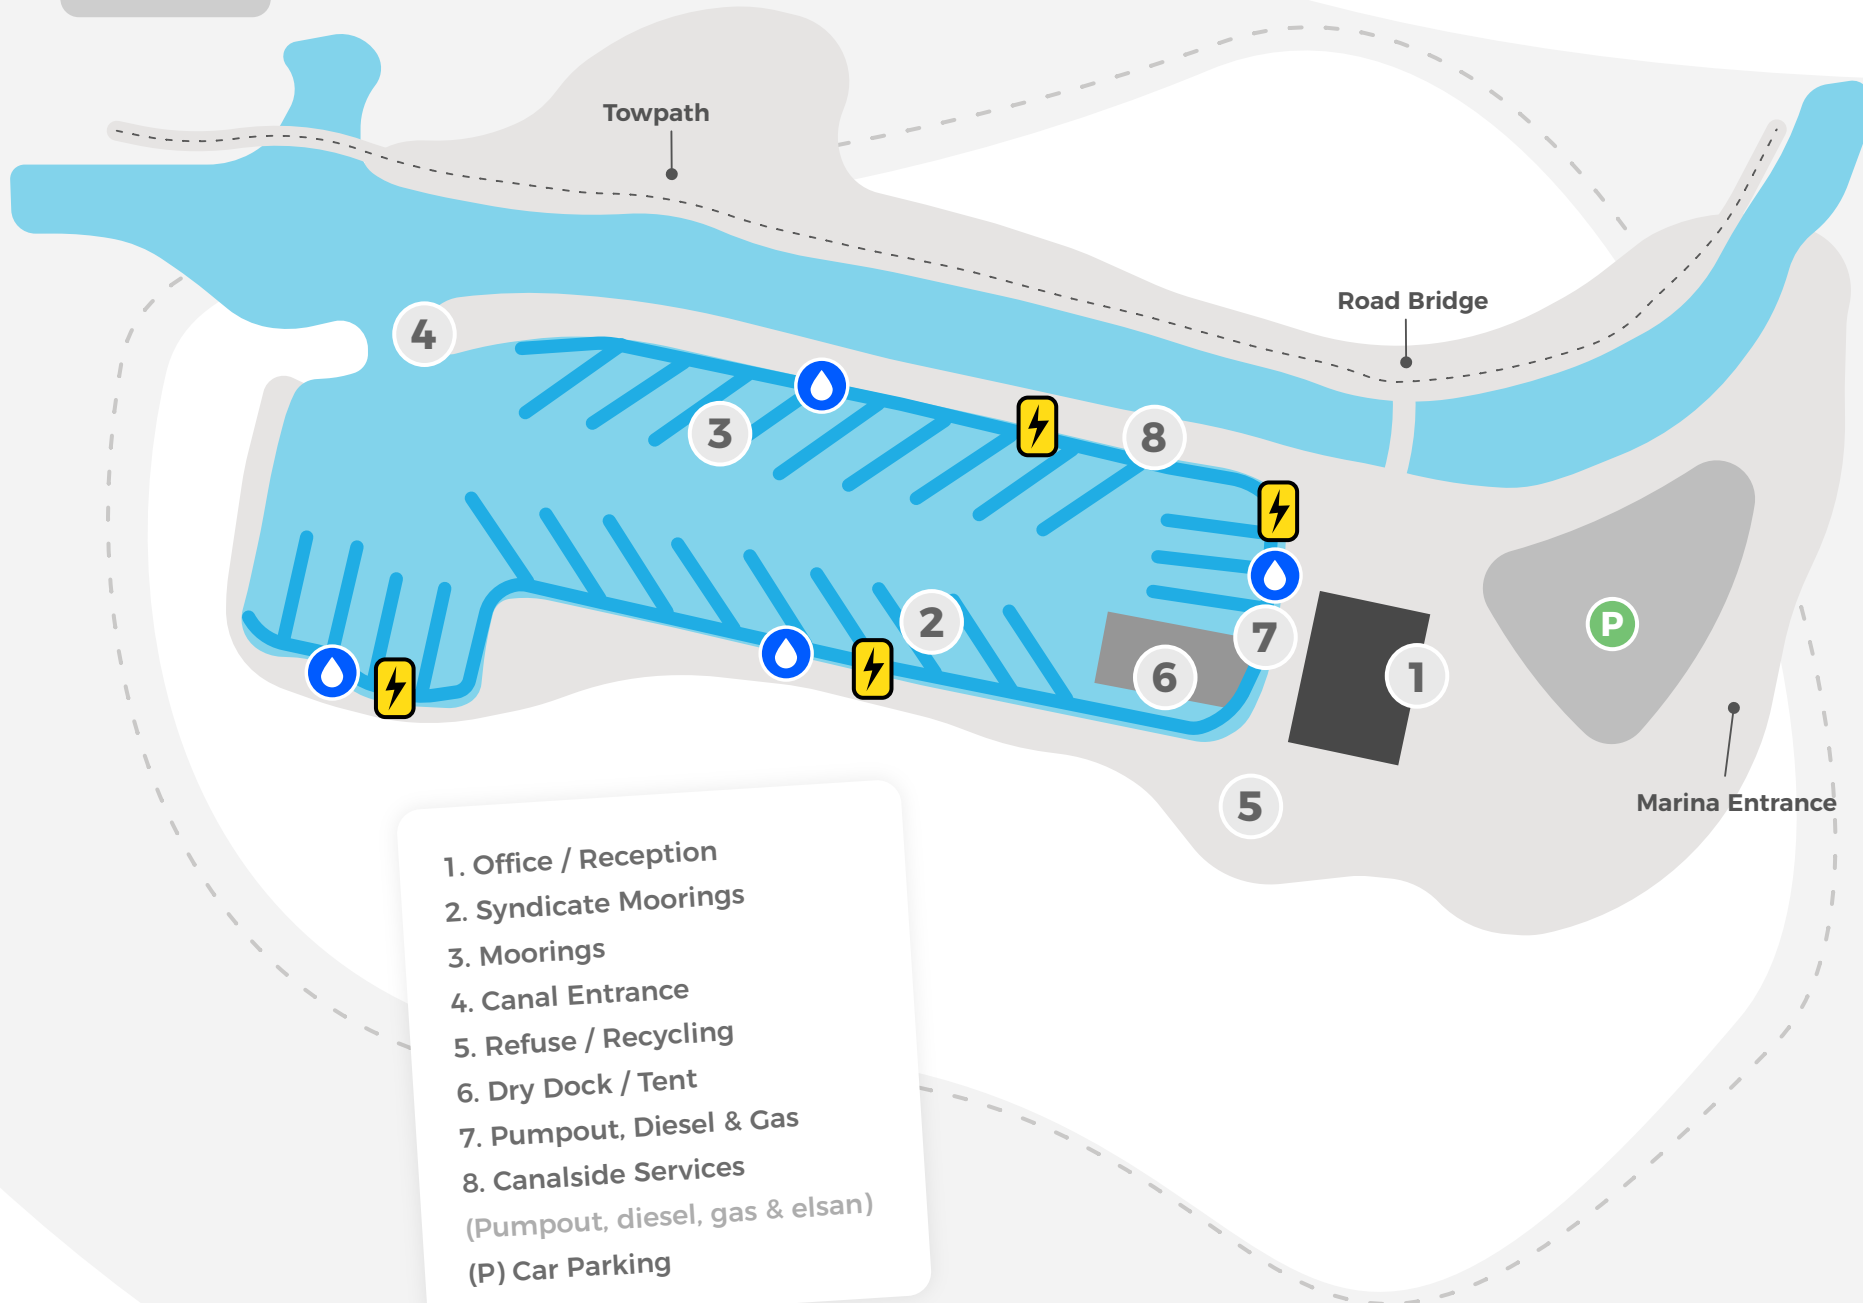 Towpath
Road Bridge
4
3
8
2
7
6
1
P
5
Marina Entrance
1. Office / Reception
2. Syndicate Moorings
3. Moorings
4. Canal Entrance
5. Refuse / Recycling
6. Dry Dock / Tent
7. Pumpout, Diesel & Gas
8. Canalside Services
(Pumpout, diesel, gas & elsan)
(P) Car Parking